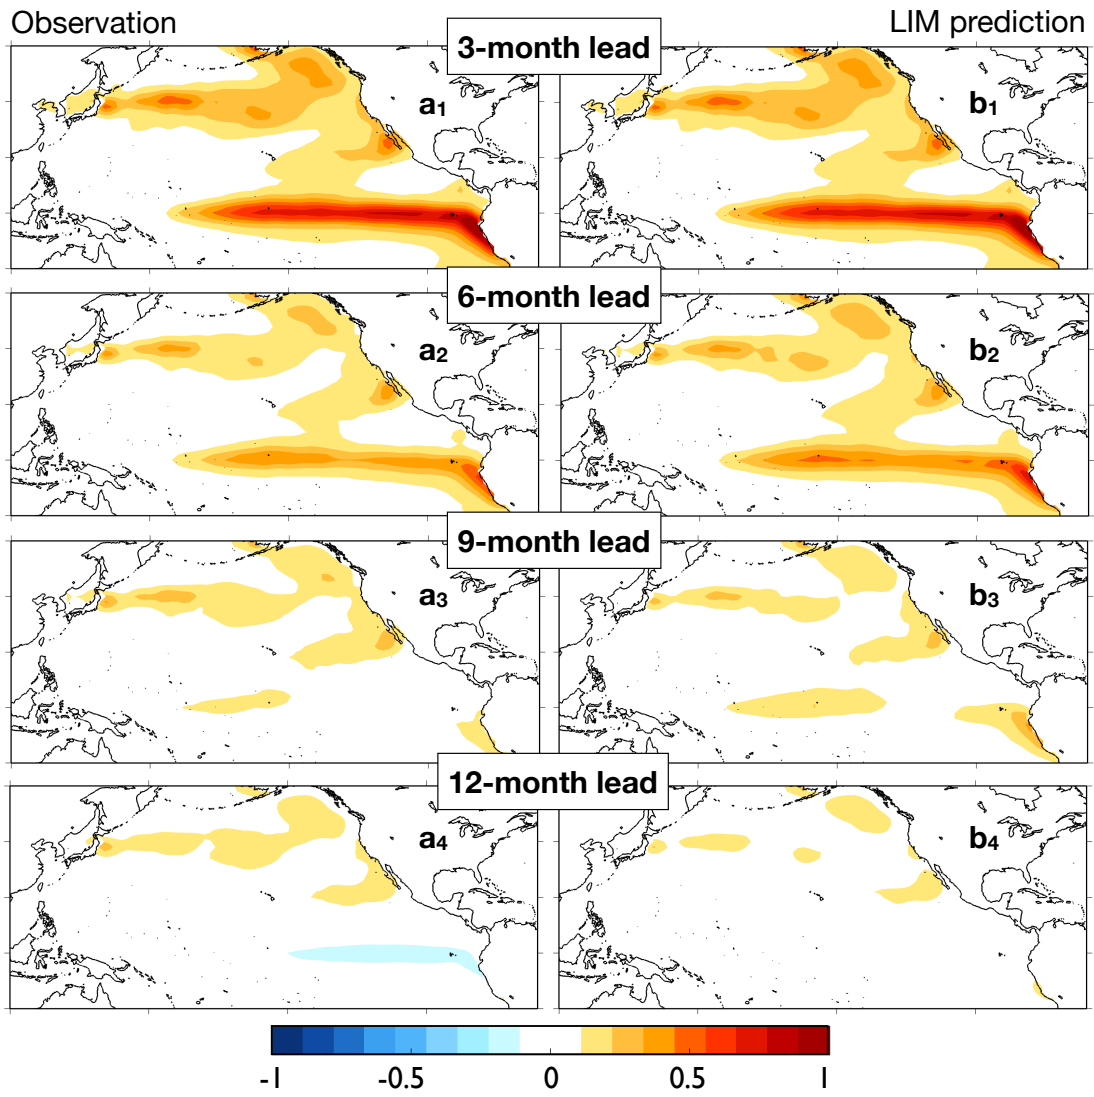 Observation
LIM prediction
3-month lead
a1
b1
6-month lead
a2
b2
9-month lead
a3
b3
12-month lead
a4
b4
-1 -0.5 0 0.5 1